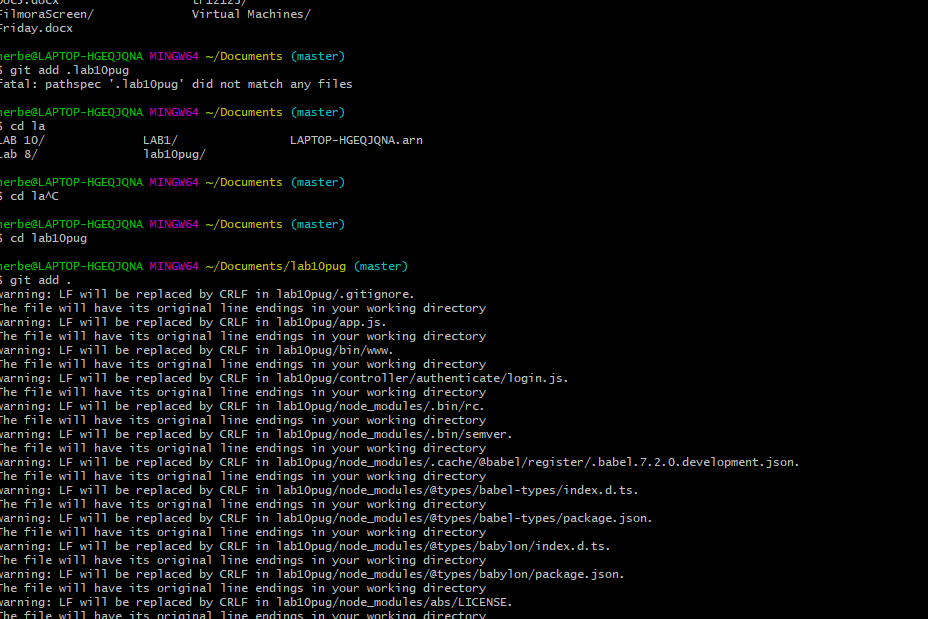 Docs.docx
FilmoraScreen/ Virtual Machines/
Friday.docx
herbe@LAPTOP-HGEQJQNA MINGW64 ~/Documents (master)
$ git add .lab10pug
fatal: pathspec '.lab10pug' did not match any files
herbe@LAPTOP-HGEQJQNA MINGW64 ~/Documents (master)
$ cd la
LAB 10/ LAB1/ LAPTOP-HGEQJQNA.arn
Lab 8/ lab10pug/
herbe@LAPTOP-HGEQJQNA MINGW64 ~/Documents (master)
$ cd la^C
herbe@LAPTOP-HGEQJQNA MINGW64 ~/Documents (master)
$ cd lab10pug
herbe@LAPTOP-HGEQJQNA MINGW64 ~/Documents/lab10pug (master)
$ git add .
warning: LF will be replaced by CRLF in lab10pug/.gitignore.
The file will have its original line endings in your working directory
warning: LF will be replaced by CRLF in lab10pug/app.js.
The file will have its original line endings in your working directory
warning: LF will be replaced by CRLF in lab10pug/bin/www.
The file will have its original line endings in your working directory
warning: LF will be replaced by CRLF in lab10pug/controller/authenticate/login.js.
The file will have its original line endings in your working directory
warning: LF will be replaced by CRLF in lab10pug/node_modules/.bin/rc.
The file will have its original line endings in your working directory
warning: LF will be replaced by CRLF in lab10pug/node_modules/.bin/semver.
The file will have its original line endings in your working directory
warning: LF will be replaced by CRLF in lab10pug/node_modules/.cache/@babel/register/.babel.7.2.0.development.json.
The file will have its original line endings in your working directory
warning: LF will be replaced by CRLF in lab10pug/node_modules/@types/babel-types/index.d.ts.
The file will have its original line endings in your working directory
warning: LF will be replaced by CRLF in lab10pug/node_modules/@types/babel-types/package.json.
The file will have its original line endings in your working directory
warning: LF will be replaced by CRLF in lab10pug/node_modules/@types/babylon/index.d.ts.
The file will have its original line endings in your working directory
warning: LF will be replaced by CRLF in lab10pug/node_modules/@types/babylon/package.json.
The file will have its original line endings in your working directory
warning: LF will be replaced by CRLF in lab10pug/node_modules/abs/LICENSE.
The file will have its original line endings in your working directory